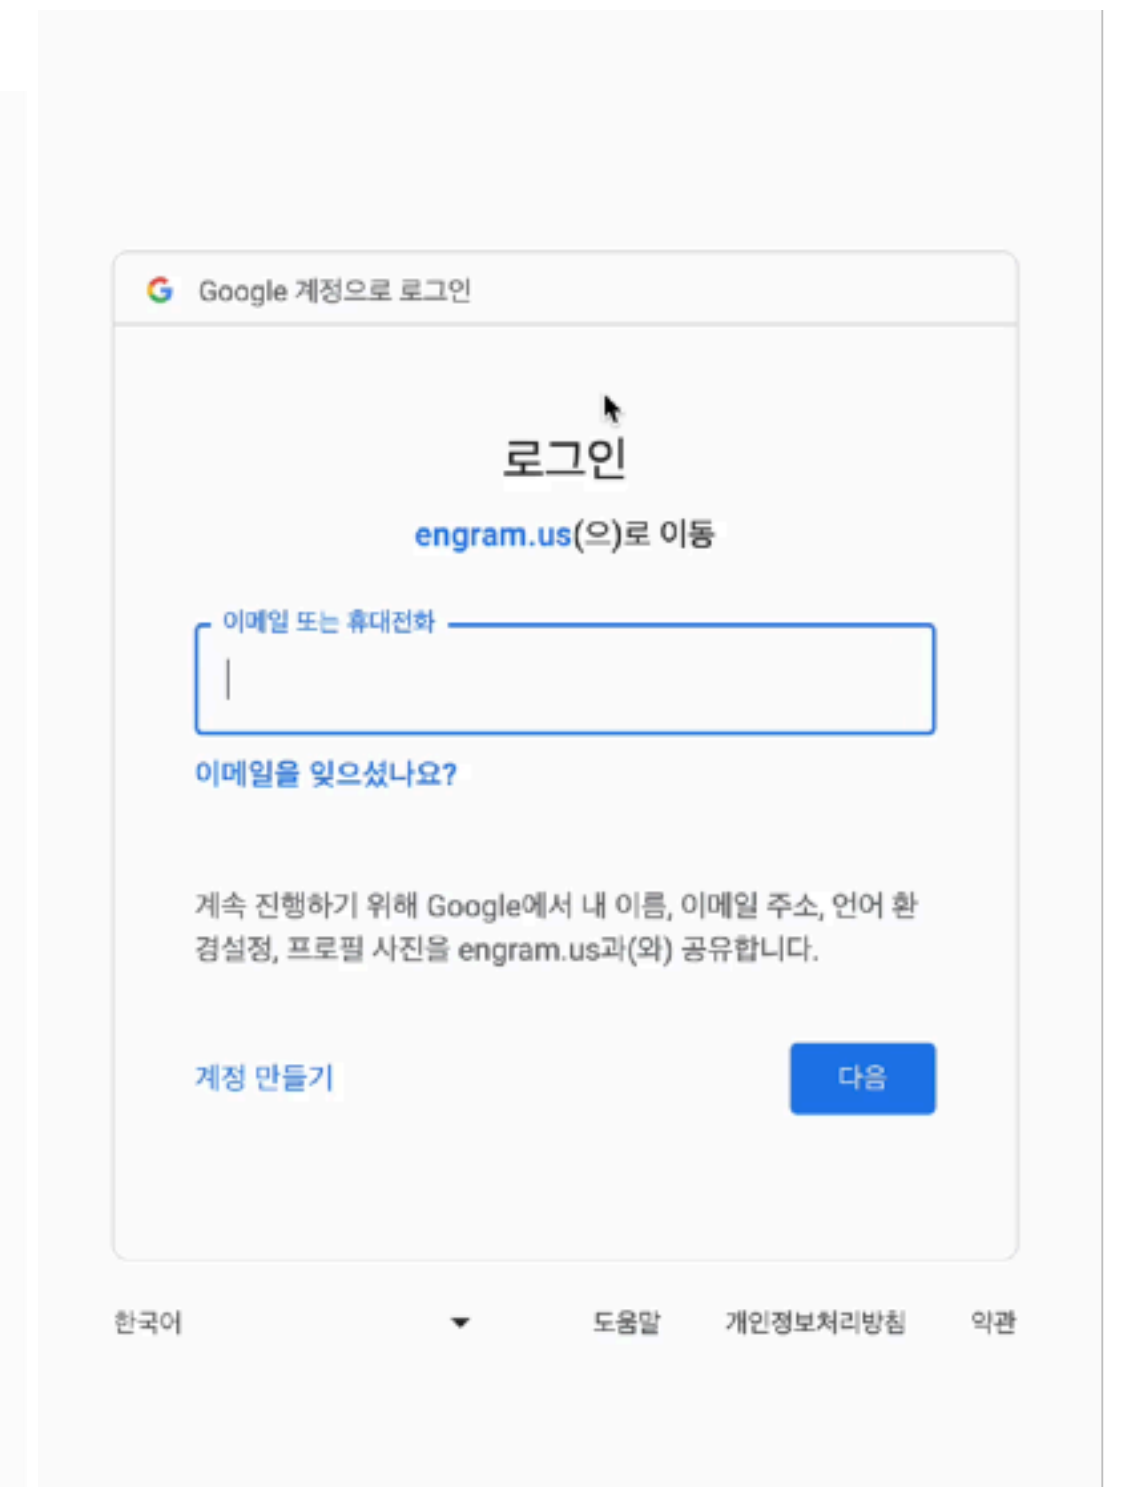 Google 계정으로 로그인
로그인
engram.us(으)로 이동
이메일 또는 휴대전화
이메일을 잊으셨나요?
계속 진행하기 위해 Google에서 내 이름, 이메일 주소, 언어 환
경설정, 프로필 사진을 engram.us과(와) 공유합니다.
계정 만들기 다음
한국어 도움말 개인정보처리방침 약관